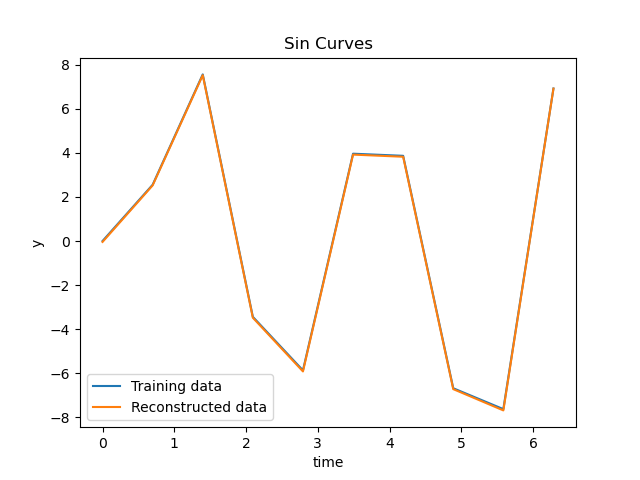 Sin Curves
8
6
4
2
0
−2
−4
−6
−8
y
Training data
Reconstructed data
0 1 2 3 4 5 6
time